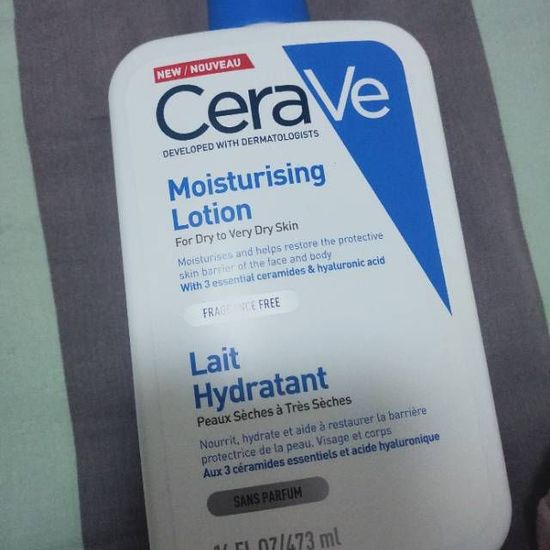 NEW / NOUVEAU
CeraVe
DEVELOPED WITH DERMATOLOGISTS
Moisturising
Lotion
For Dry to Very Dry Skin
Moisturises and helps restore the protective
skin barrier of the face and body
With 3 essential ceramides & hyaluronic acid
FRAGRANCE FREE
Lait
Hydratant
Peaux Sèches à Très Sèches
Nourrit, hydrate et aide à restaurer la barrière
protectrice de la peau. Visage et corps
Aux 3 céramides essentiels et acide hyaluronique
SANS PARFUM
16 FL OZ/473 ml